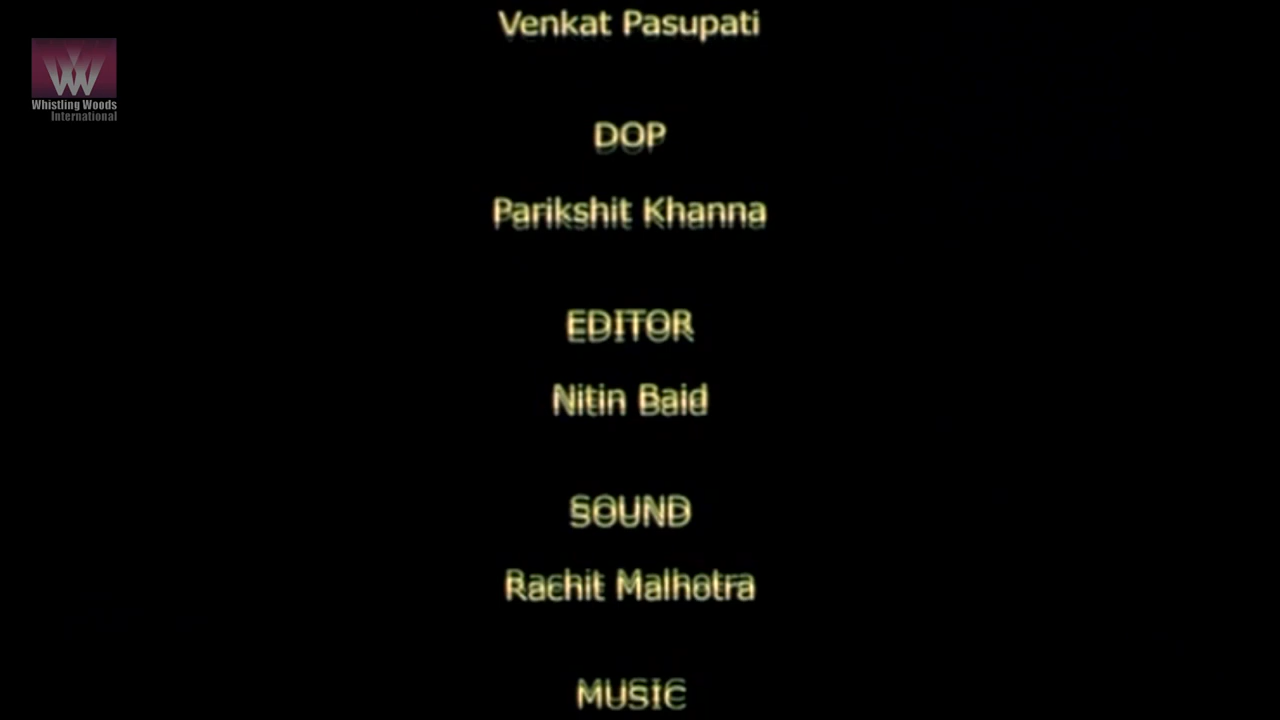 Venkat Pasupati
Whistling Woods
International
DOP
Parikshit Khanna
EDITOR
Nitin Baid
SOUND
Rachit Malhotra
MUSIC